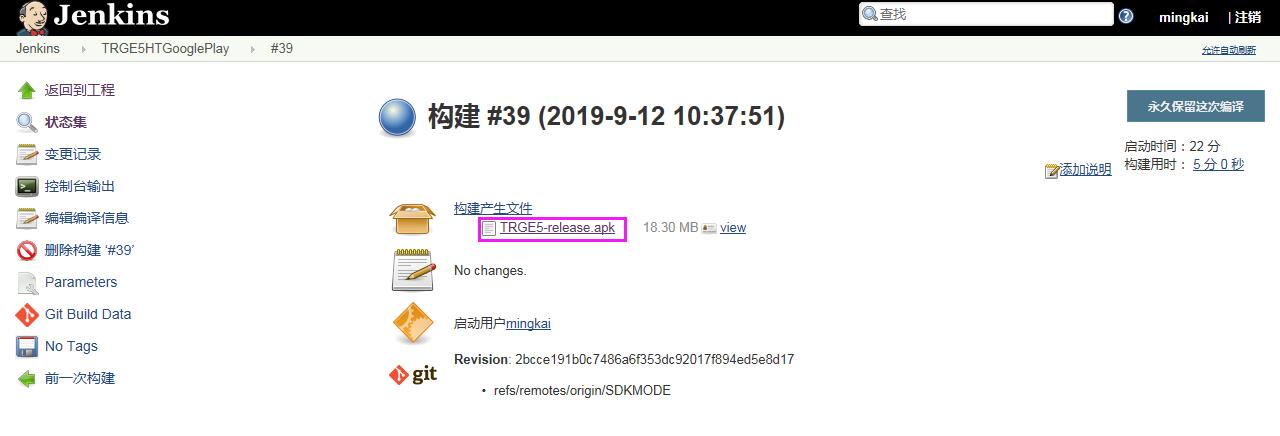 Jenkins
查找
mingkai | 注销
Jenkins TRGE5HTGooglePlay #39
允许自动刷新
返回到工程
状态集
变更记录
控制台输出
编辑编译信息
删除构建 ‘#39’
Parameters
Git Build Data
No Tags
前一次构建
构建 #39 (2019-9-12 10:37:51)
永久保留这次编译
启动时间：22 分
构建用时： 5 分 0 秒
添加说明
构建产生文件
TRGE5-release.apk 18.30 MB view
No changes.
启动用户mingkai
git
Revision: 2bcce191b0c7486a6f353dc92017f894ed5e8d17
• refs/remotes/origin/SDKMODE